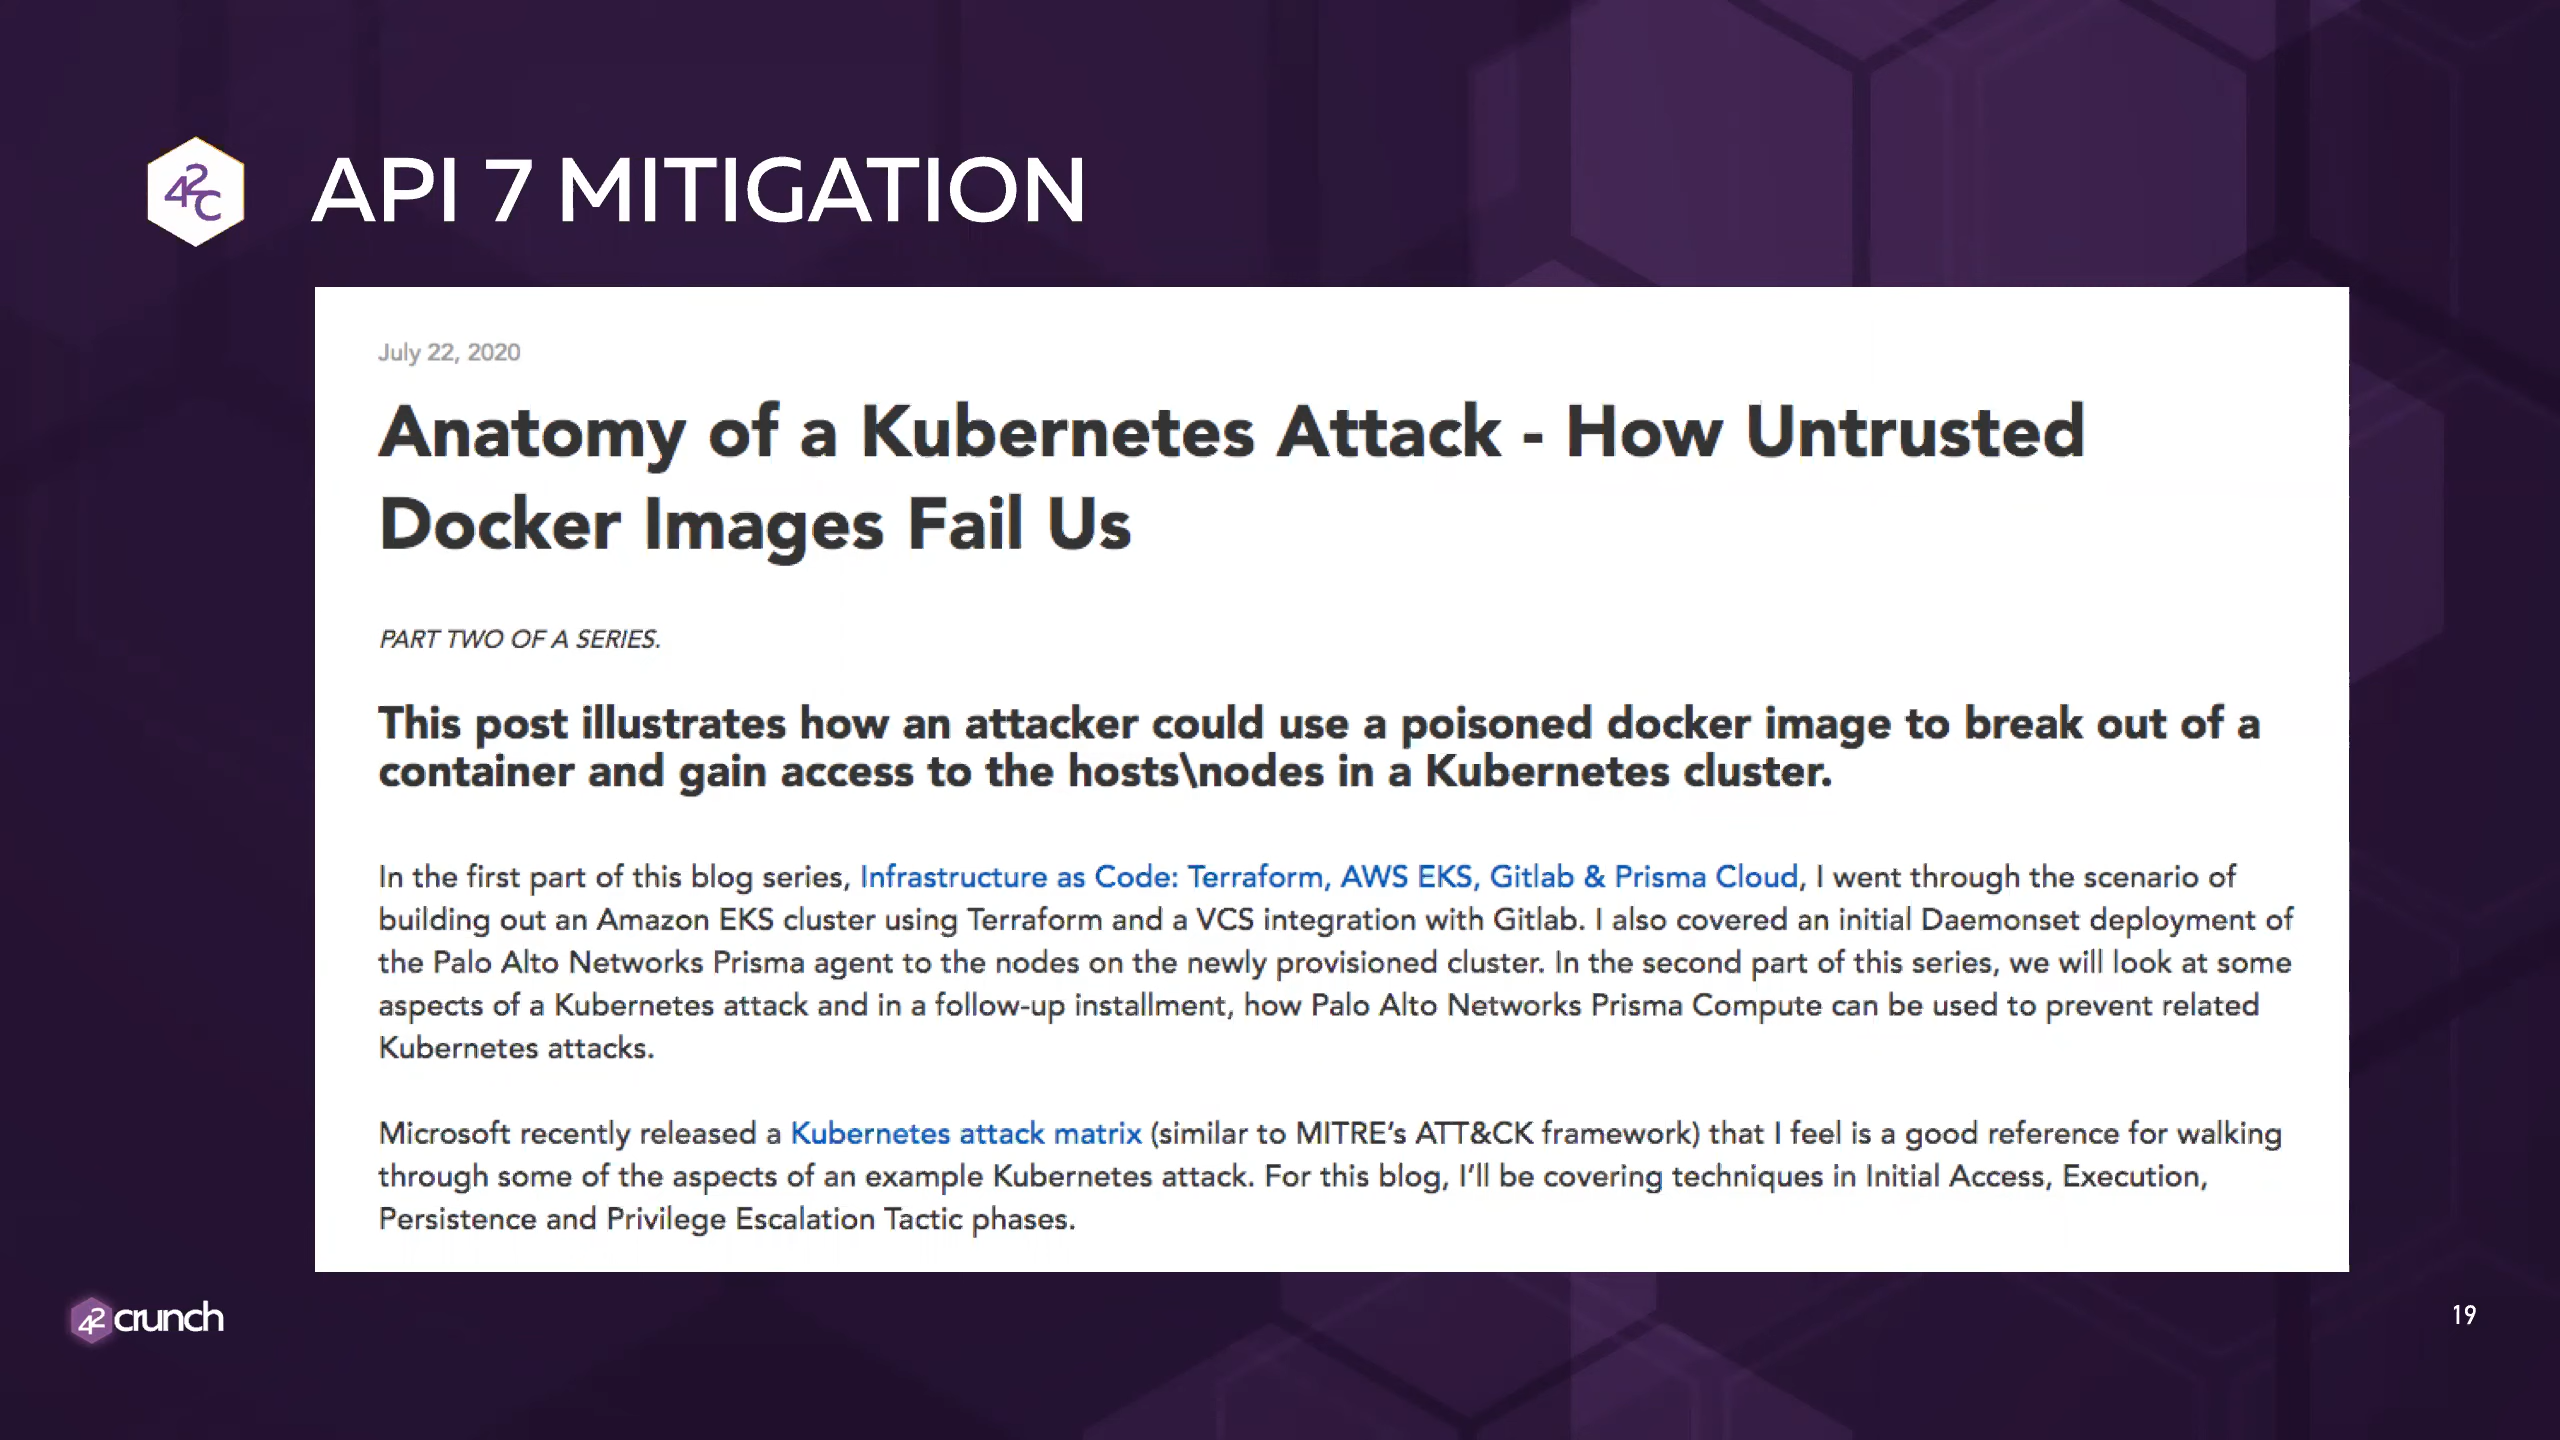 42C
API 7 MITIGATION
July 22, 2020
Anatomy of a Kubernetes Attack - How Untrusted
Docker Images Fail Us
PART TWO OF A SERIES.
This post illustrates how an attacker could use a poisoned docker image to break out of a
container and gain access to the hosts\nodes in a Kubernetes cluster.
In the first part of this blog series, Infrastructure as Code: Terraform, AWS EKS, Gitlab & Prisma Cloud, I went through the scenario of
building out an Amazon EKS cluster using Terraform and a VCS integration with Gitlab. I also covered an initial Daemonset deployment of
the Palo Alto Networks Prisma agent to the nodes on the newly provisioned cluster. In the second part of this series, we will look at some
aspects of a Kubernetes attack and in a follow-up installment, how Palo Alto Networks Prisma Compute can be used to prevent related
Kubernetes attacks.
Microsoft recently released a Kubernetes attack matrix (similar to MITRE’s ATT&CK framework) that I feel is a good reference for walking
through some of the aspects of an example Kubernetes attack. For this blog, I’ll be covering techniques in Initial Access, Execution,
Persistence and Privilege Escalation Tactic phases.
42 crunch
19